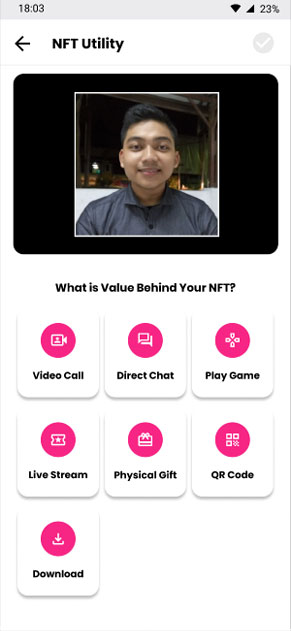 18:03
23%
NFT Utility
What is Value Behind Your NFT?
Video Call
Direct Chat
Play Game
Live Stream
Physical Gift
QR Code
Download